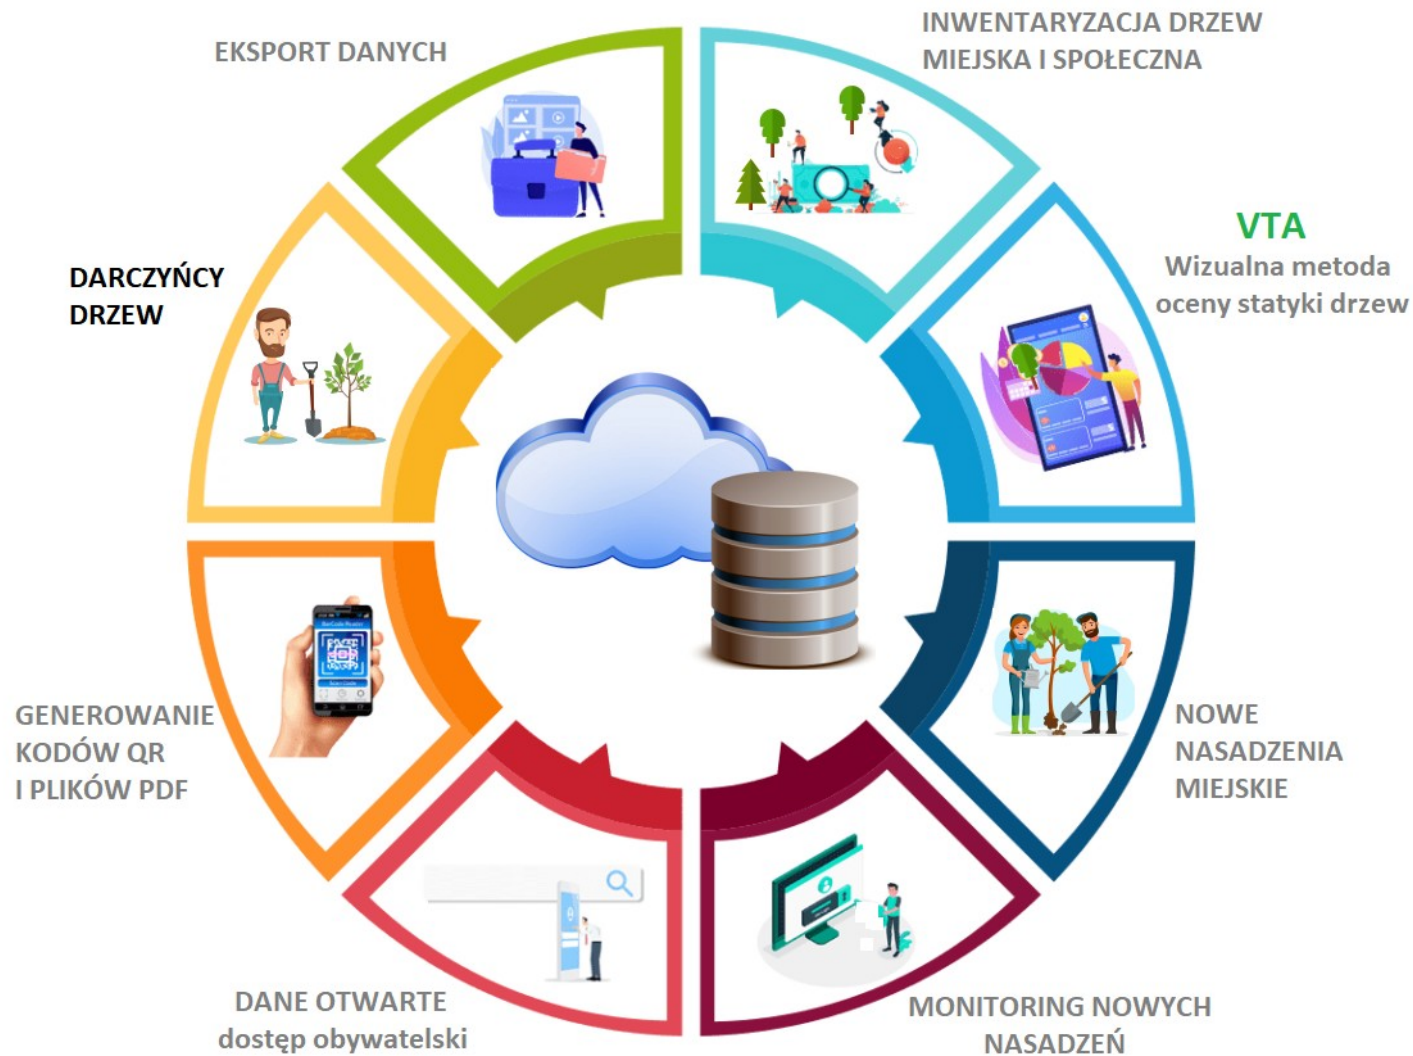 EKSPORT DANYCH
INWENTARYZACJA DRZEW
MIEJSKA I SPOŁECZNA
VTA
Wizualna metoda
oceny statyki drzew
DARCZYŃCY
DRZEW
GENEROWANIE
KODÓW QR
I PLIKÓW PDF
NOWE
NASADZENIA
MIEJSKIE
DANE OTWARTE
dostęp obywatelski
MONITORING NOWYCH
NASADZEŃ